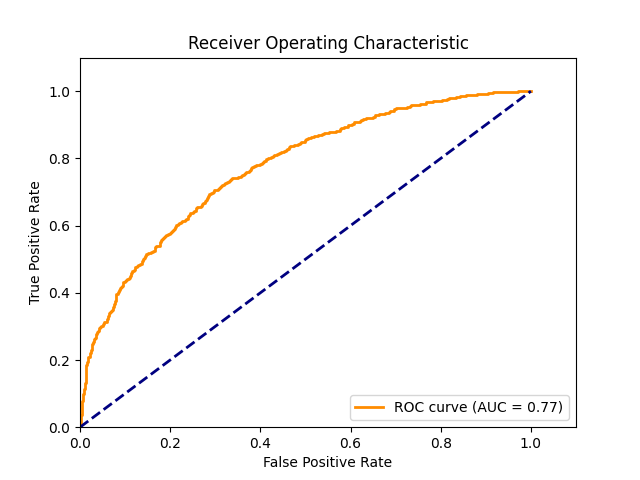 Receiver Operating Characteristic
True Positive Rate
1.0
0.8
0.6
0.4
0.2
0.0
0.0 0.2 0.4 0.6 0.8 1.0
False Positive Rate
ROC curve (AUC = 0.77)